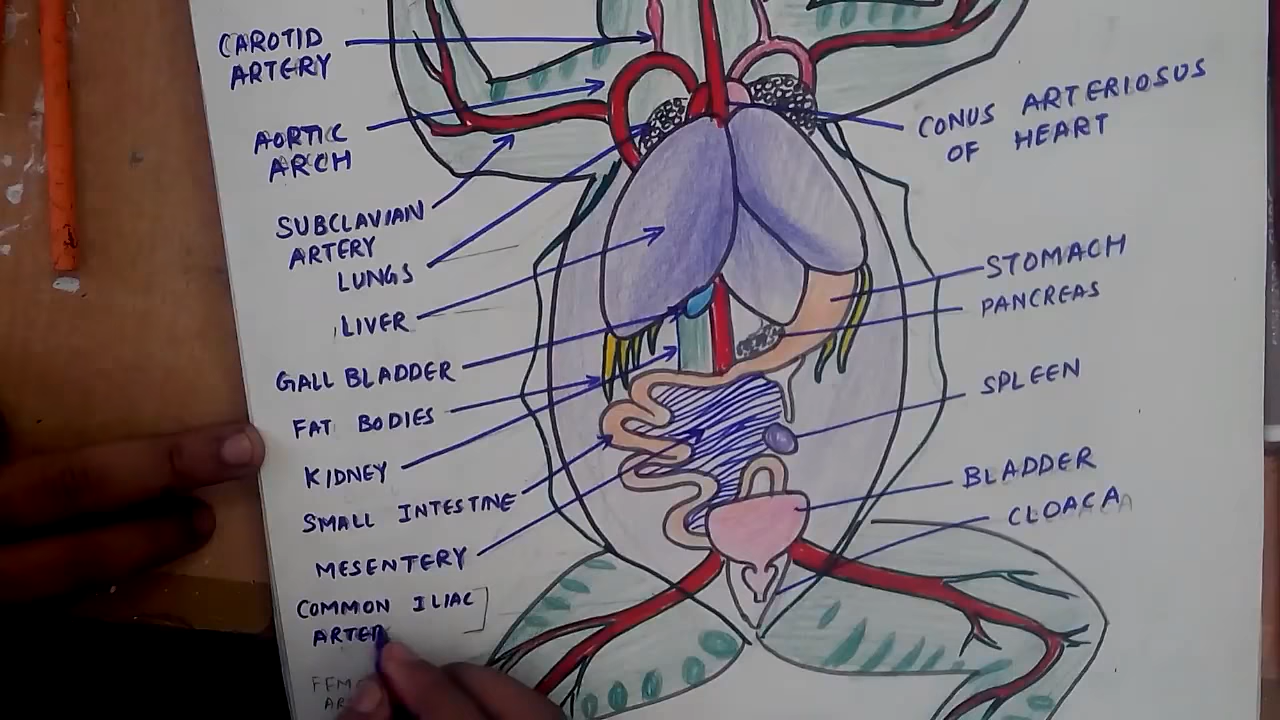 CAROTID
ARTERY
AORTIC
ARCH
SUBCLAVIAN
ARTERY
LUNGS
LIVER
GALL BLADDER
FAT BODIES
KIDNEY
SMALL INTESTINE
MESENTERY
COMMON ILIAC
ARTE
CONUS ARTERIOSUS
OF HEART
STOMACH
PANCREAS
SPLEEN
BLADDER
CLOACA